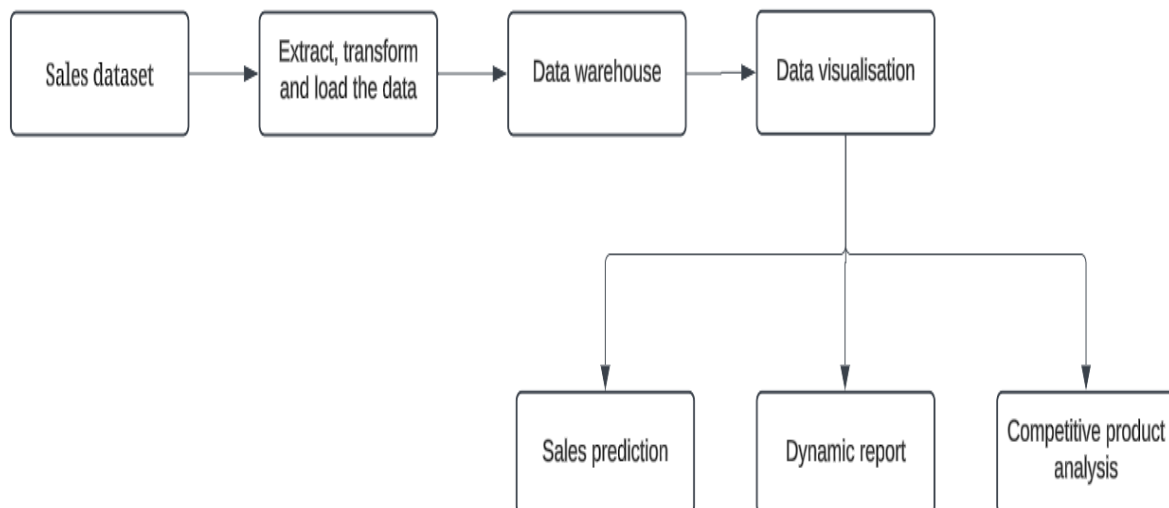 Sales dataset
Extract, transform
and load the data
Data warehouse
Data visualisation
Sales prediction
Dynamic report
Competitive product
analysis